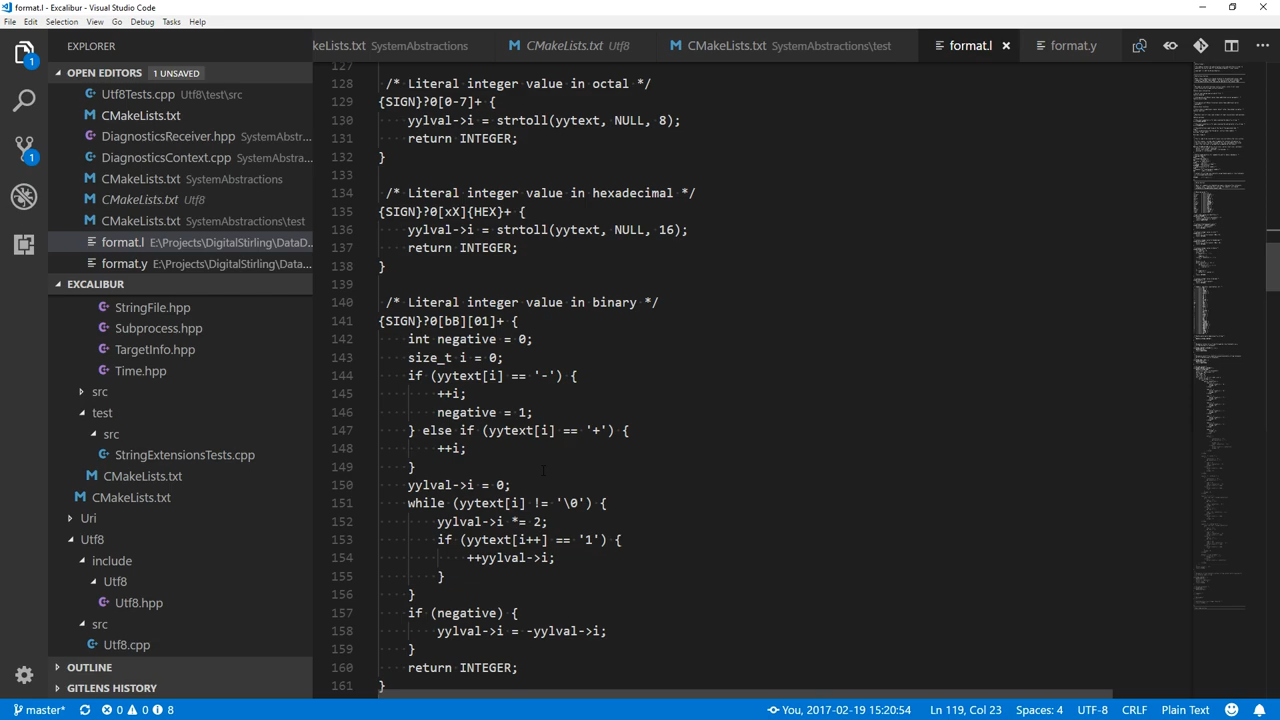 format.l - Excalibur - Visual Studio Code
File Edit Selection View Go Debug Tasks Help
EXPLORER
keLists.txt SystemAbstractions
CMakeLists.txt Utf8
CMakeLists.txt SystemAbstractions\test
format.l
format.y
OPEN EDITORS 1 UNSAVED
Utf8Tests.cpp Utf8\test\src
CMakeLists.txt
DiagnosticsReceiver.hpp SystemAbstr...
DiagnosticsContext.cpp SystemAbstra...
CMakeLists.txt SystemAbstractions
CMakeLists.txt Utf8
CMakeLists.txt SystemAbstractions\test
format.l E:\Projects\DigitalStirling\DataD...
format.y E:\Projects\DigitalStirling\Data...
EXCALIBUR
StringFile.hpp
Subprocess.hpp
TargetInfo.hpp
Time.hpp
src
test
src
StringExtensionsTests.cpp
CMakeLists.txt
CMakeLists.txt
Uri
Utf8
include
Utf8
Utf8.hpp
src
Utf8.cpp
OUTLINE
GITLENS HISTORY
127
128 /* Literal integer value in octal */
129 {SIGN}?0[0-7]+ {
130 yylval->i = strtoll(yytext, NULL, 8);
131 return INTEGER;
132 }
133
134 /* Literal integer value in hexadecimal */
135 {SIGN}?0[xX]{HEX}+ {
136 yylval->i = strtoll(yytext, NULL, 16);
137 return INTEGER;
138 }
139
140 /* Literal integer value in binary */
141 {SIGN}?0[bB][01]+ {
142 int negative = 0;
143 size_t i = 0;
144 if (yytext[i] == '-') {
145 ++i;
146 negative = 1;
147 } else if (yytext[i] == '+') {
148 ++i;
149 }
150 yylval->i = 0;
151 while (yytext[i] != '\0') {
152 yylval->i *= 2;
153 if (yytext[i++] == '1') {
154 ++yylval->i;
155 }
156 }
157 if (negative) {
158 yylval->i = -yylval->i;
159 }
160 return INTEGER;
161 }
master* 0 0 8 You, 2017-02-19 15:20:54 Ln 119, Col 23 Spaces: 4 UTF-8 CRLF Plain Text